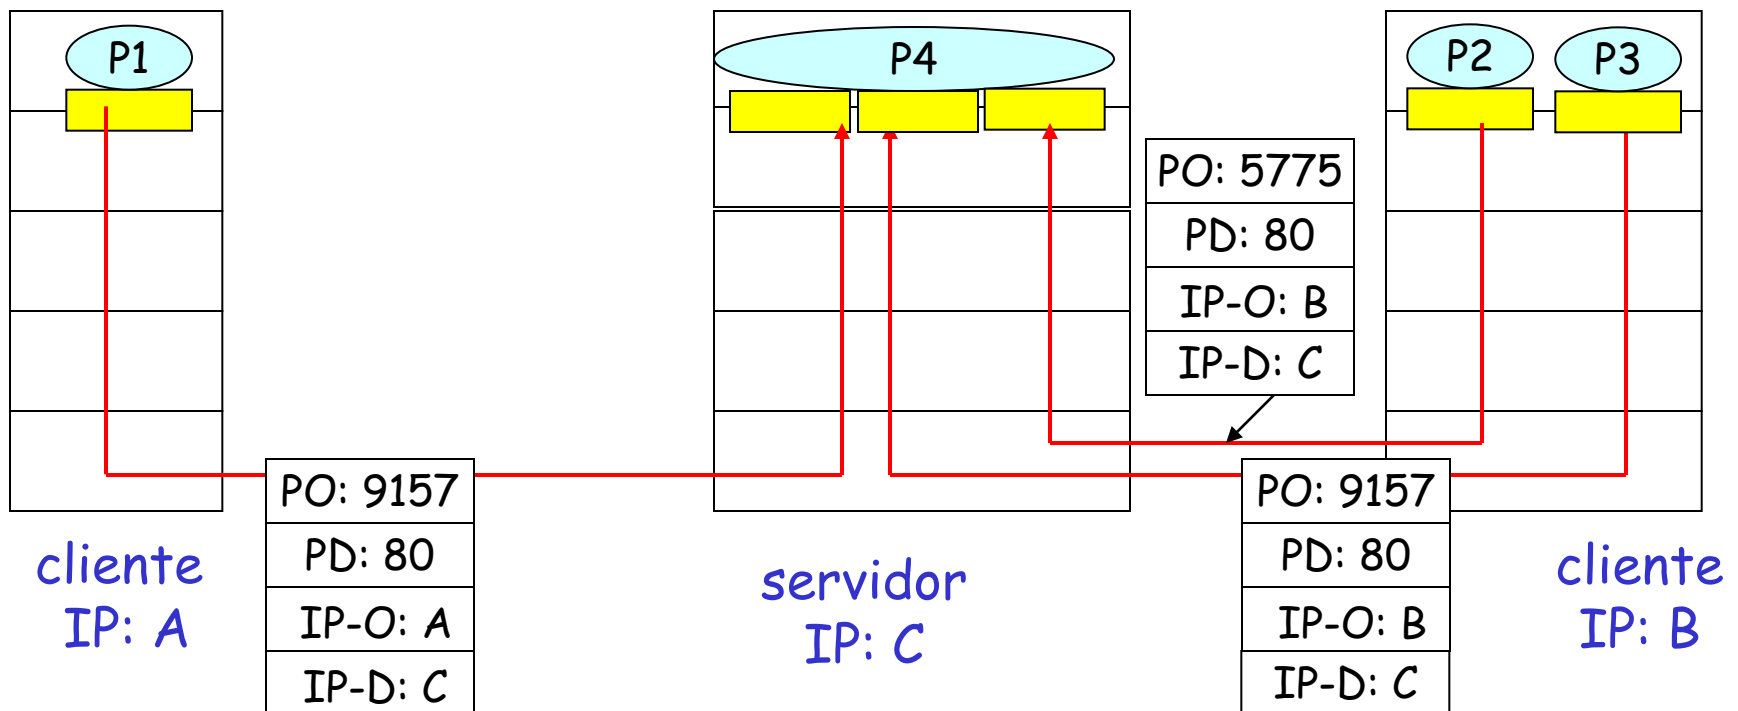 P1
P4
P2
P3
PO: 5775
PD: 80
IP-O: B
IP-D: C
PO: 9157
PD: 80
IP-O: A
IP-D: C
PO: 9157
PD: 80
IP-O: B
IP-D: C
cliente
IP: A
servidor
IP: C
cliente
IP: B